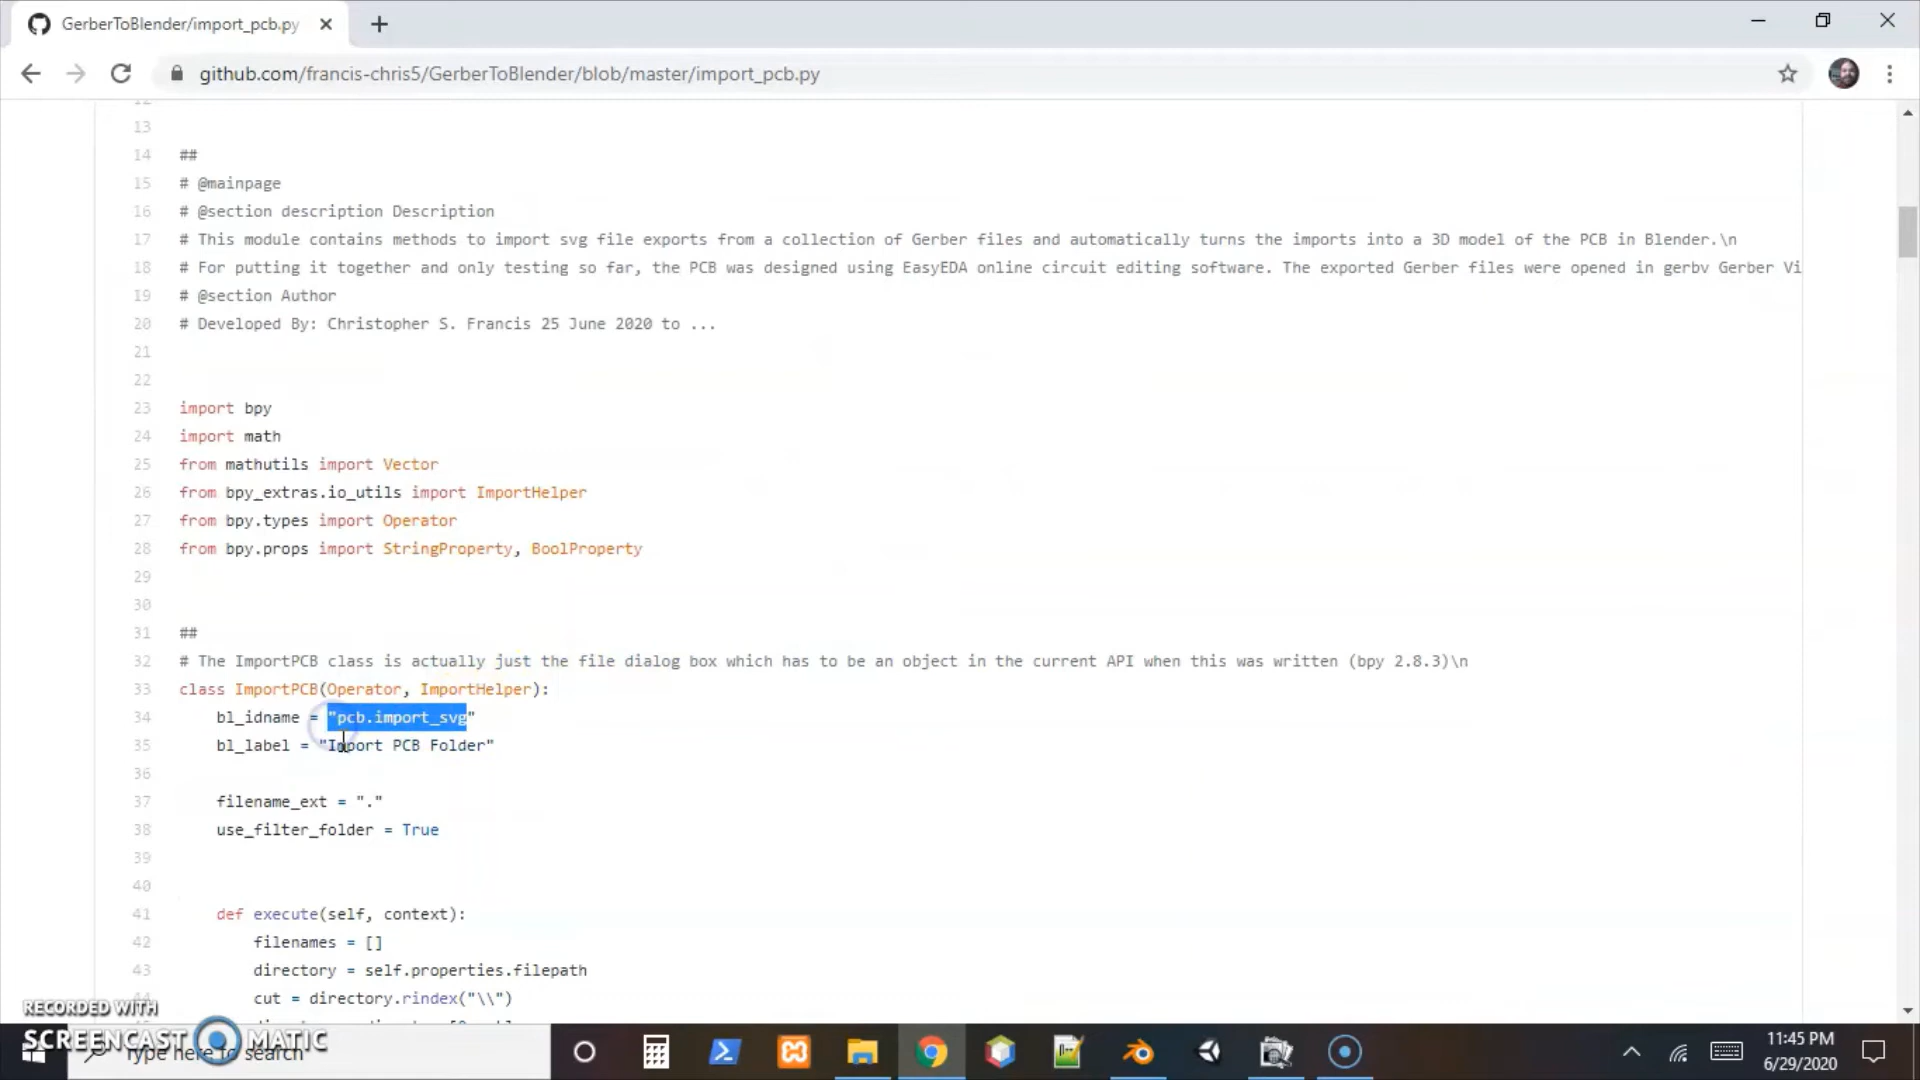 GerberToBlender/import_pcb.py
github.com/francis-chris5/GerberToBlender/blob/master/import_pcb.py
12
13
14 ##
15 # @mainpage
16 # @section description Description
17 # This module contains methods to import svg file exports from a collection of Gerber files and automatically turns the imports into a 3D model of the PCB in Blender.\n
18 # For putting it together and only testing so far, the PCB was designed using EasyEDA online circuit editing software. The exported Gerber files were opened in gerbv Gerber Vi
19 # @section Author
20 # Developed By: Christopher S. Francis 25 June 2020 to ...
21
22
23 import bpy
24 import math
25 from mathutils import Vector
26 from bpy_extras.io_utils import ImportHelper
27 from bpy.types import Operator
28 from bpy.props import StringProperty, BoolProperty
29
30
31 ##
32 # The ImportPCB class is actually just the file dialog box which has to be an object in the current API when this was written (bpy 2.8.3)\n
33 class ImportPCB(Operator, ImportHelper):
34 bl_idname = "pcb.import_svg"
35 bl_label = "Import PCB Folder"
36
37 filename_ext = "."
38 use_filter_folder = True
39
40
41 def execute(self, context):
42 filenames = []
43 directory = self.properties.filepath
44 cut = directory.rindex("\\")
RECORDED WITH
SCREENCAST MATIC
Type here to search
11:45 PM
6/29/2020